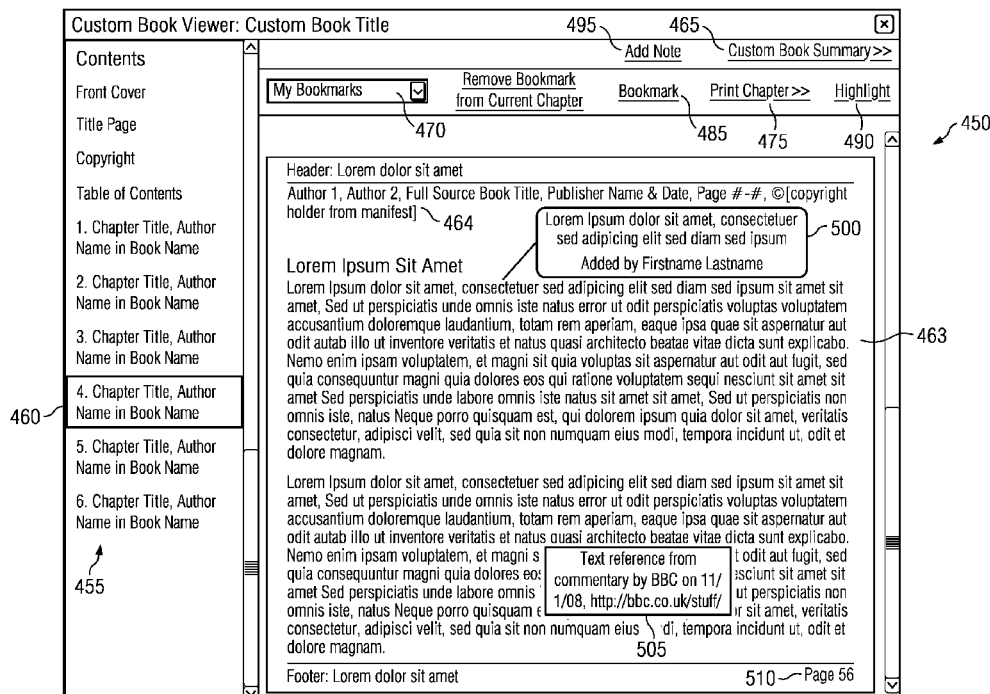 Custom Book Viewer: Custom Book Title
495
465
Add Note
Custom Book Summary >>
Contents
Front Cover
Title Page
Copyright
Table of Contents
1. Chapter Title, Author
Name in Book Name
2. Chapter Title, Author
Name in Book Name
3. Chapter Title, Author
Name in Book Name
4. Chapter Title, Author
Name in Book Name
5. Chapter Title, Author
Name in Book Name
6. Chapter Title, Author
Name in Book Name
460
455
My Bookmarks
Remove Bookmark
from Current Chapter
Bookmark
Print Chapter >>
Highlight
470
485
475
490
450
Header: Lorem dolor sit amet
Author 1, Author 2, Full Source Book Title, Publisher Name & Date, Page #-#, ©[copyright
holder from manifest]
464
Lorem Ipsum dolor sit amet, consectetuer
sed adipicing elit sed diam sed ipsum
Added by Firstname Lastname
500
Lorem Ipsum Sit Amet
Lorem Ipsum dolor sit amet, consectetuer sed adipicing elit sed diam sed ipsum sit amet sit
amet, Sed ut perspiciatis unde omnis iste natus error ut odit perspiciatis voluptas voluptatem
accusantium doloremque laudantium, totam rem aperiam, eaque ipsa quae sit aspernatur aut
odit autab illo ut inventore veritatis et natus quasi architecto beatae vitae dicta sunt explicabo.
Nemo enim ipsam voluptatem, et magni sit quia voluptas sit aspernatur aut odit aut fugit, sed
quia consequuntur magni quia dolores eos qui ratione voluptatem sequi nesciunt sit amet sit
amet Sed perspiciatis unde labore omnis iste natus sit amet sit amet, Sed ut perspiciatis non
omnis iste, natus Neque porro quisquam est, qui dolorem ipsum quia dolor sit amet, veritatis
consectetur, adipisci velit, sed quia sit non numquam eius modi, tempora incidunt ut, odit et
dolore magnam.
463
Lorem Ipsum dolor sit amet, consectetuer sed adipicing elit sed diam sed ipsum sit amet sit
amet, Sed ut perspiciatis unde omnis iste natus error ut odit perspiciatis voluptas voluptatem
accusantium doloremque laudantium, totam rem aperiam, eaque ipsa quae sit aspernatur aut
odit autab illo ut inventore veritatis et natus quasi architecto beatae vitae dicta sunt explicabo.
Nemo enim ipsam voluptatem, et magni s t odit aut fugit, sed
quia consequuntur magni quia dolores eos sciunt sit amet sit
amet Sed perspiciatis unde labore omnis ut perspiciatis non
omnis iste, natus Neque porro quisquam e r sit amet, veritatis
consectetur, adipisci velit, sed quia sit non numquam eius di, tempora incidunt ut, odit et
dolore magnam.
Text reference from
commentary by BBC on 11/
1/08, http://bbc.co.uk/stuff/
505
Footer: Lorem dolor sit amet
510
Page 56